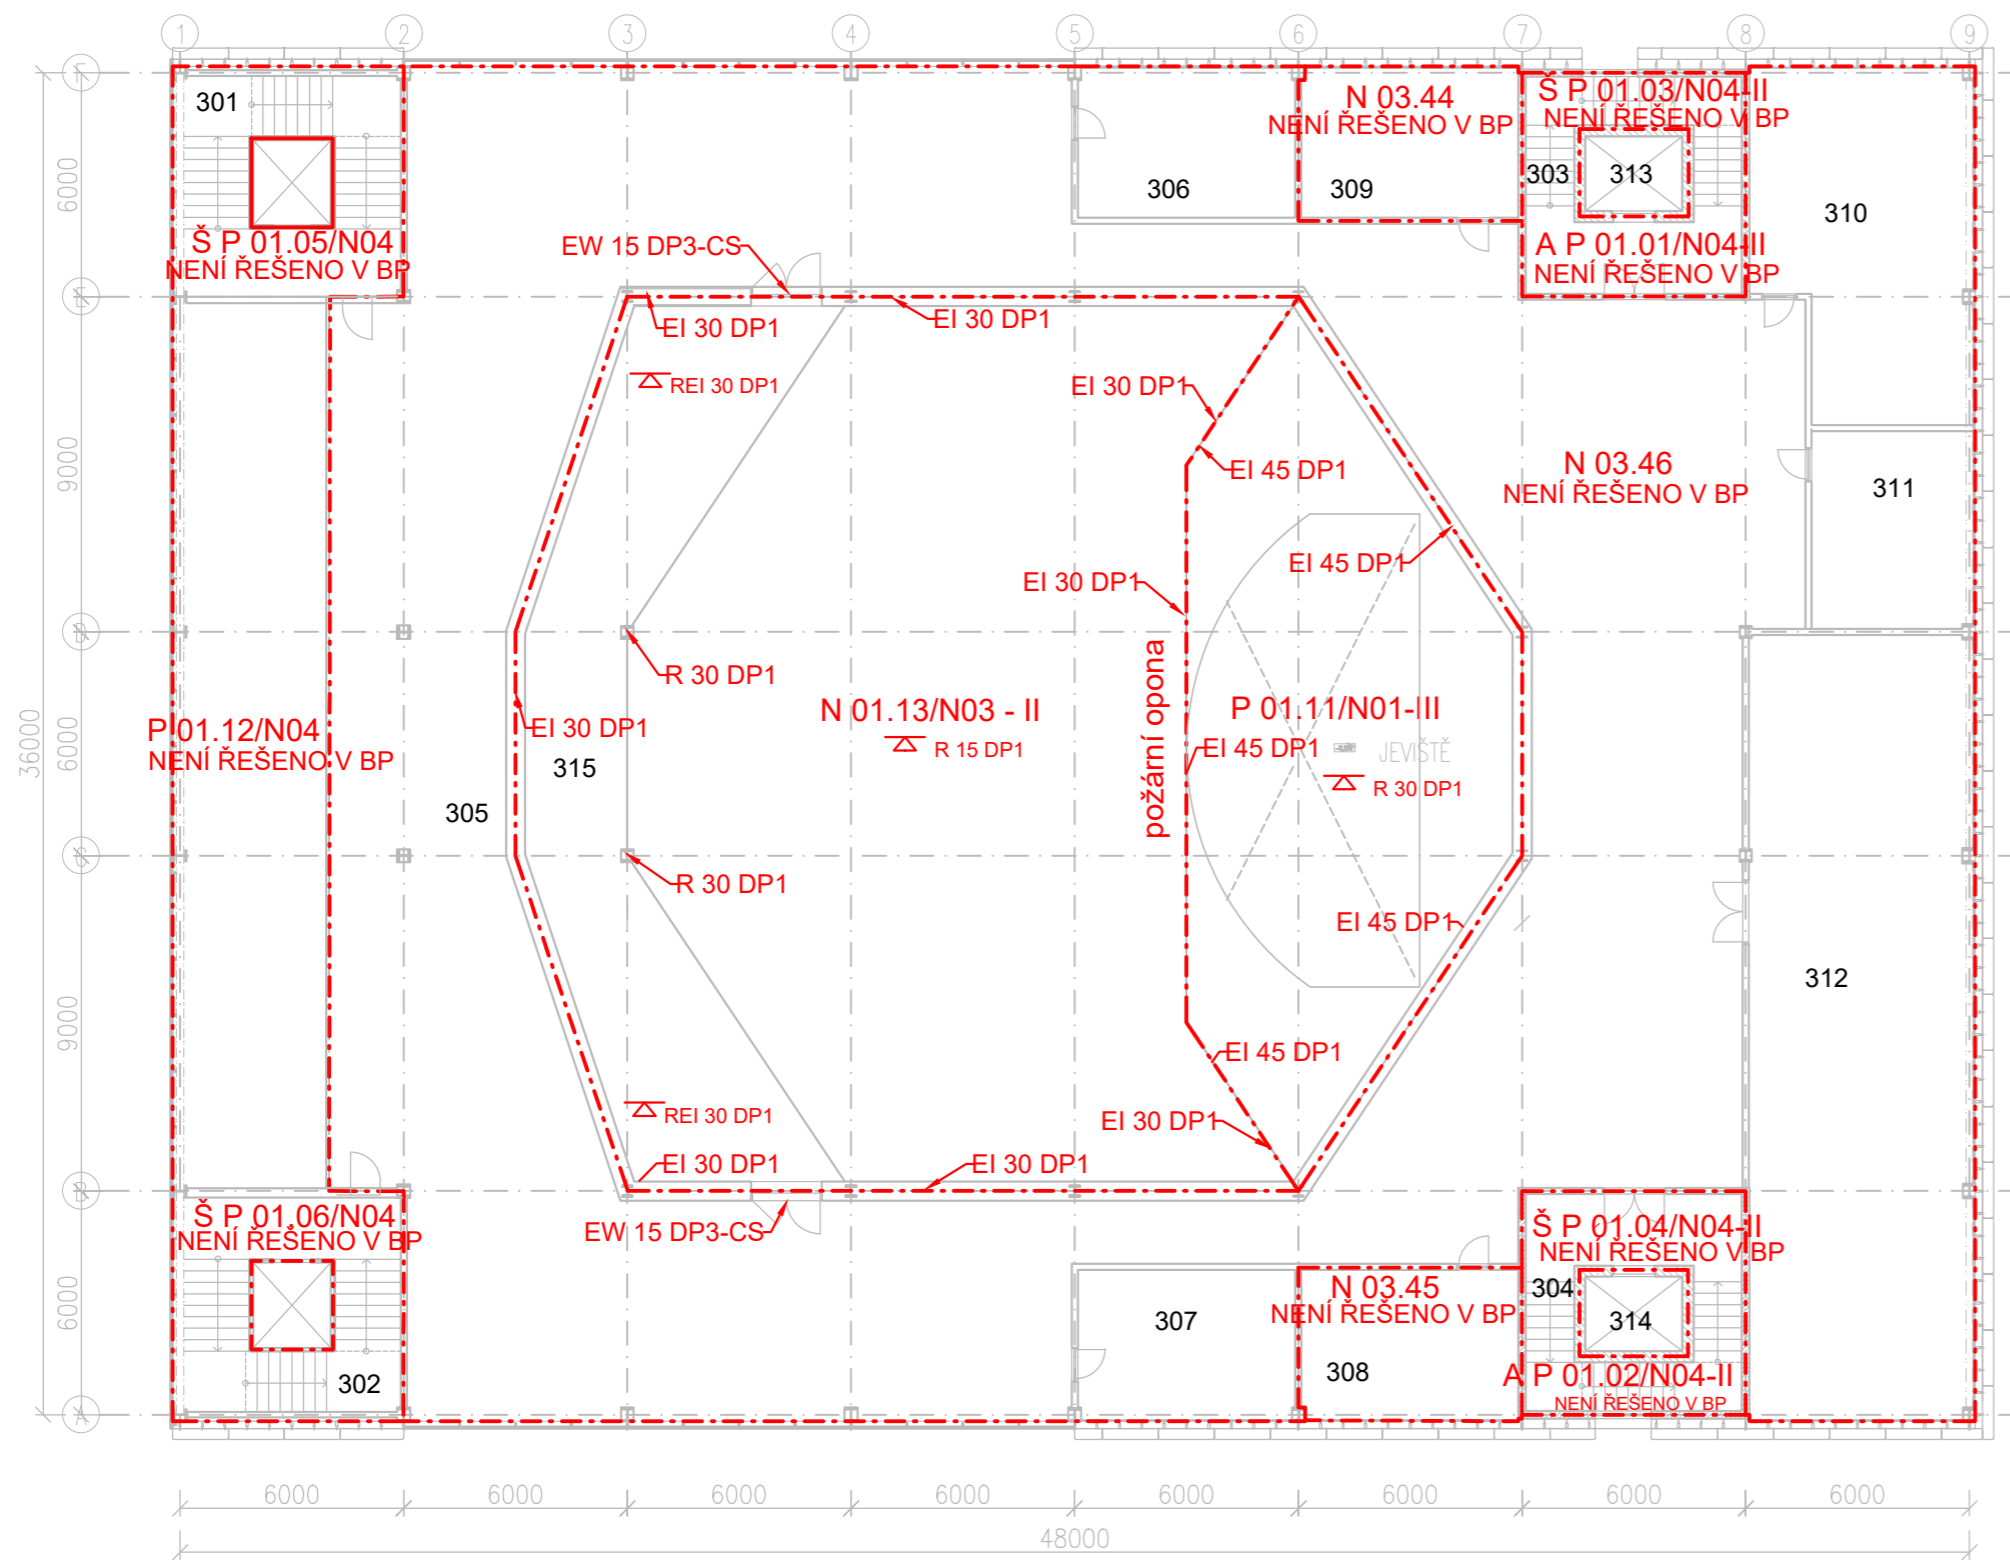 1 2 3 4 5 6 7 8 9
301
N 03.44
NENÍ ŘEŠENO V BP
Š P 01.03/N04-II
NENÍ ŘEŠENO V BP
6000
306
309
303
313
310
Š P 01.05/N04
NENÍ ŘEŠENO V BP
EW 15 DP3-CS
A P 01.01/N04-II
NENÍ ŘEŠENO V BP
EI 30 DP1
EI 30 DP1
REI 30 DP1
EI 30 DP1
9000
EI 45 DP1
N 03.46
NENÍ ŘEŠENO V BP
311
EI 45 DP1
EI 30 DP1
D
R 30 DP1
požární opona
36000
6000
P 01.12/N04
NENÍ ŘEŠENO V BP
EI 30 DP1
315
N 01.13/N03 - II
R 15 DP1
P 01.11/N01-III
EI 45 DP1
JEVIŠTĚ
R 30 DP1
305
C
R 30 DP1
EI 45 DP1
312
9000
EI 45 DP1
REI 30 DP1
EI 30 DP1
EI 30 DP1
EI 30 DP1
B
Š P 01.06/N04
NENÍ ŘEŠENO V BP
EW 15 DP3-CS
Š P 01.04/N04-II
NENÍ ŘEŠENO V BP
6000
N 03.45
NENÍ ŘEŠENO V BP
304
307
314
302
308
A P 01.02/N04-II
NENÍ ŘEŠENO V BP
A
6000 6000 6000 6000 6000 6000 6000 6000
48000